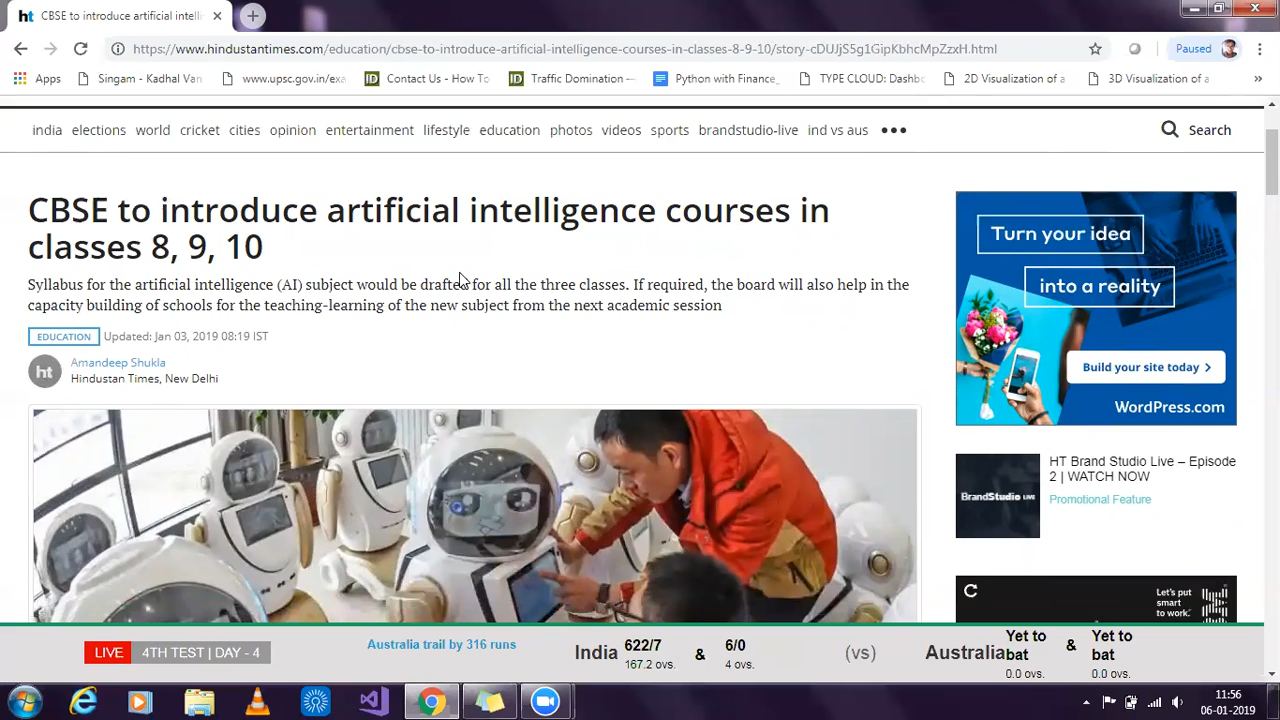 ht CBSE to introduce artificial intelli
https://www.hindustantimes.com/education/cbse-to-introduce-artificial-intelligence-courses-in-classes-8-9-10/story-cDUJjS5g1GipKbhcMpZzxH.html
Paused
Apps Singam - Kadhal Van www.upsc.gov.in/exa Contact Us - How To Traffic Domination — Python with Finance_ TYPE CLOUD: Dashb 2D Visualization of a 3D Visualization of a
india elections world cricket cities opinion entertainment lifestyle education photos videos sports brandstudio-live ind vs aus ••• Search
CBSE to introduce artificial intelligence courses in
classes 8, 9, 10
Syllabus for the artificial intelligence (AI) subject would be drafted for all the three classes. If required, the board will also help in the
capacity building of schools for the teaching-learning of the new subject from the next academic session
EDUCATION Updated: Jan 03, 2019 08:19 IST
ht
Amandeep Shukla
Hindustan Times, New Delhi
Turn your idea
into a reality
Build your site today >
WordPress.com
BRANDSTUDIO LIVE
HT Brand Studio Live – Episode
2 | WATCH NOW
Promotional Feature
Let's put
smart
to work.
LIVE 4TH TEST | DAY - 4
Australia trail by 316 runs
India 622/7 & 6/0 (vs) Australia Yet to bat & Yet to bat
167.2 ovs. 4 ovs. 0.0 ovs. 0.0 ovs.
11:56
06-01-2019